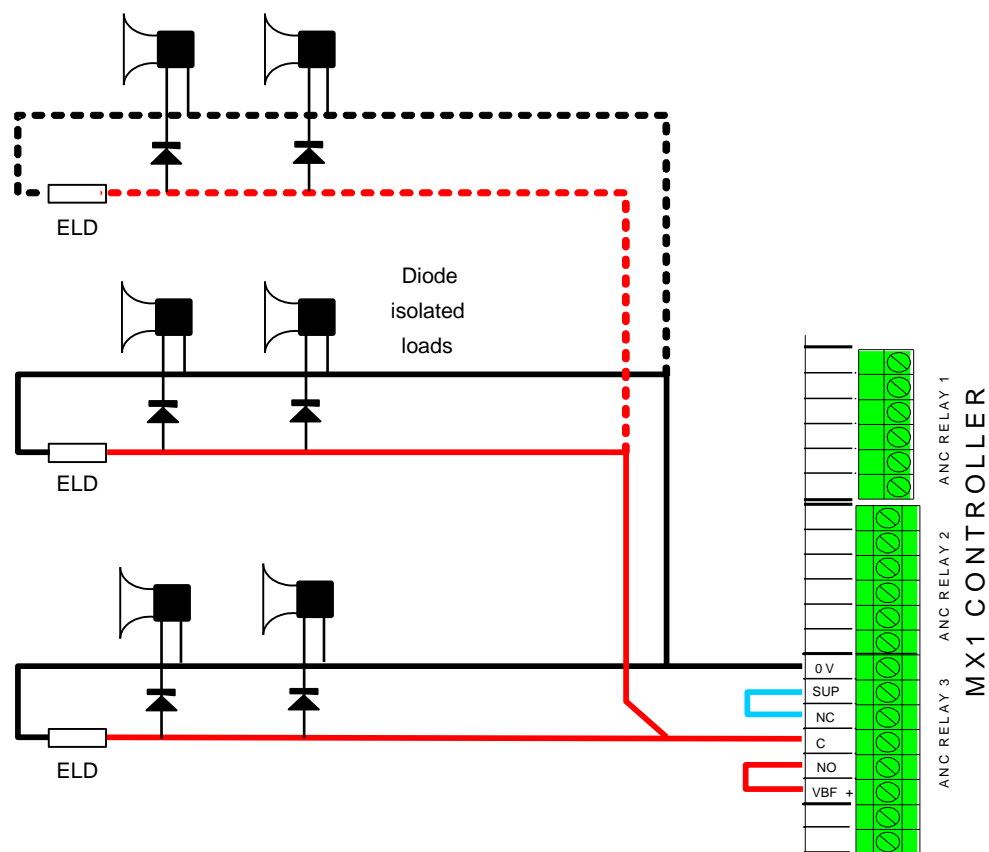 ELD
Diode
isolated
loads
ELD
ELD
0 V
SUP
NC
C
NO
VBF +
ANC RELAY 1
ANC RELAY 2
ANC RELAY 3
MX1 CONTROLLER